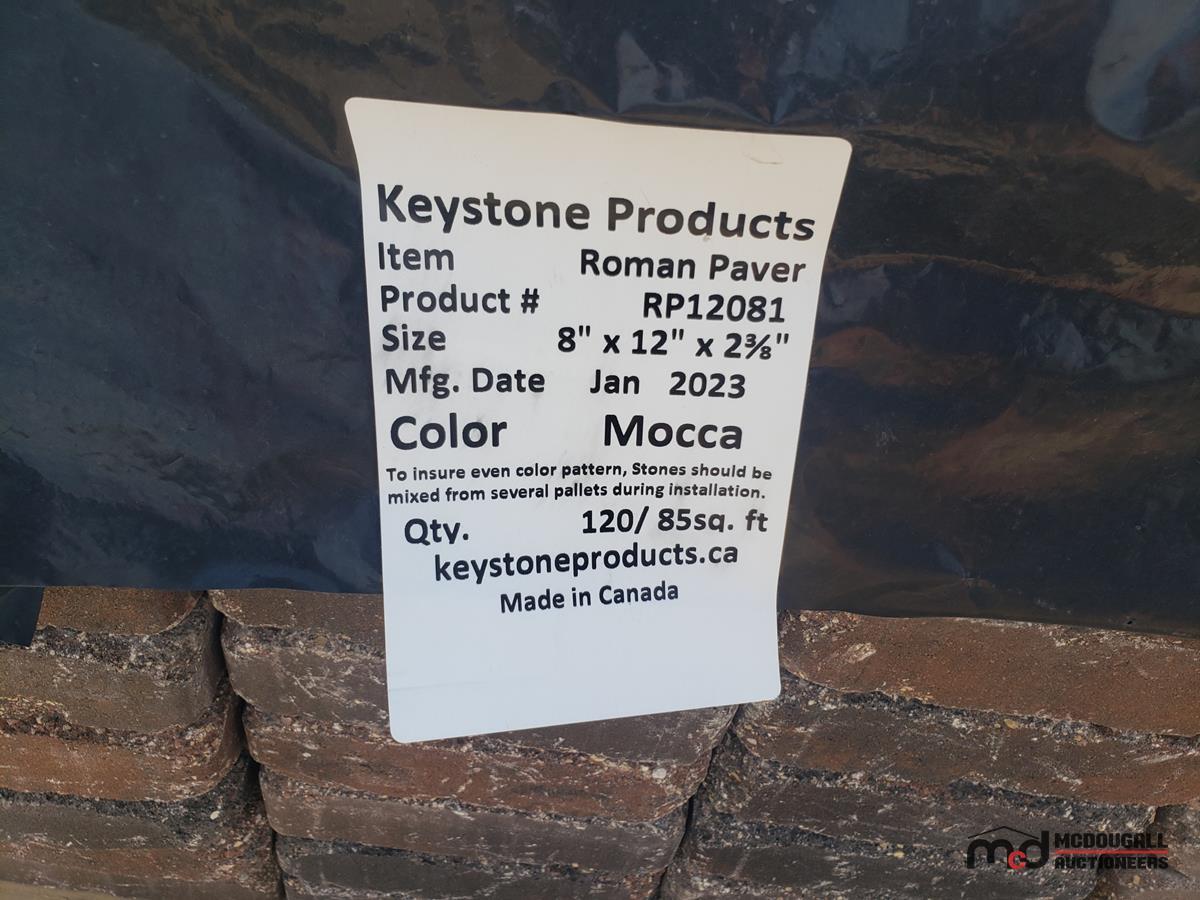 Keystone Products
Item Roman Paver
Product # RP12081
Size 8" x 12" x 2⅜"
Mfg. Date Jan 2023
Color Mocca
To insure even color pattern, Stones should be
mixed from several pallets during installation.
Qty. 120/ 85sq. ft
keystoneproducts.ca
Made in Canada
mcd MCDOUGALL
AUCTIONEERS